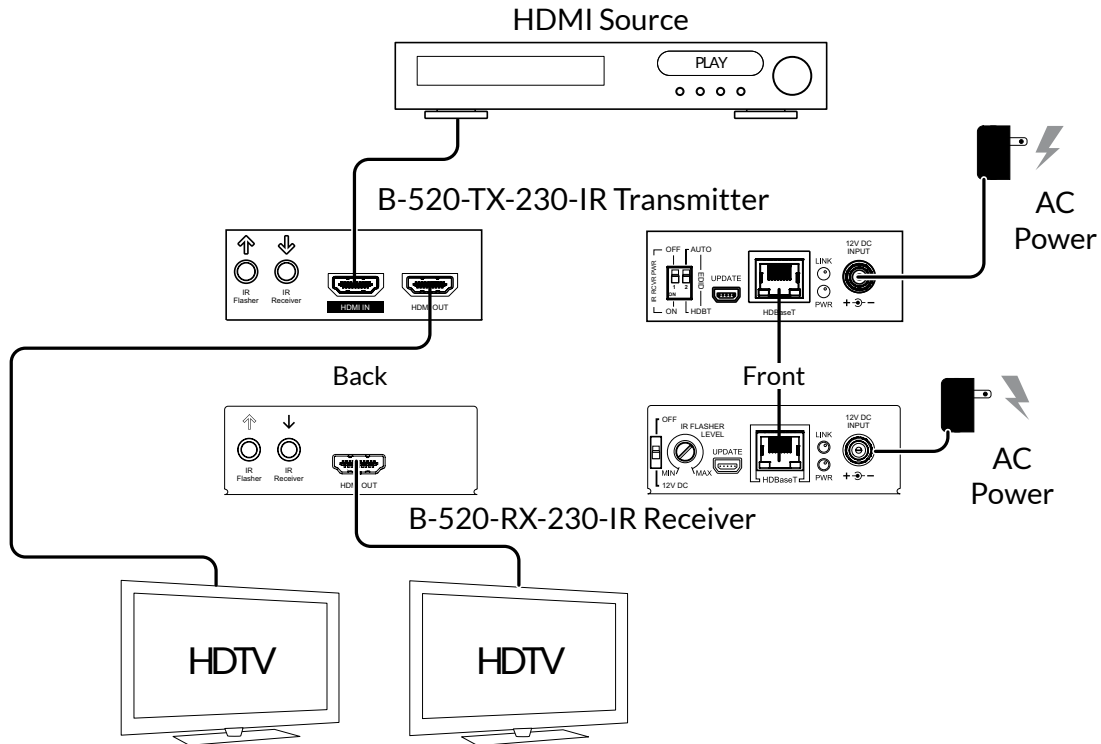 HDMI Source
PLAY
B-520-TX-230-IR Transmitter
AC
Power
IR
Flasher
IR
Receiver
HDMI IN
HDMI OUT
IR RCVR PWR
OFF
AUTO
ON
1 2
EDID
ON
HDBT
UPDATE
HDBaseT
LINK
PWR
12V DC
INPUT
+ −
Back
Front
IR
Flasher
IR
Receiver
HDMI OUT
OFF
12V DC
IR FLASHER
LEVEL
MIN
MAX
UPDATE
HDBaseT
LINK
PWR
12V DC
INPUT
+ −
AC
Power
B-520-RX-230-IR Receiver
HDTV
HDTV